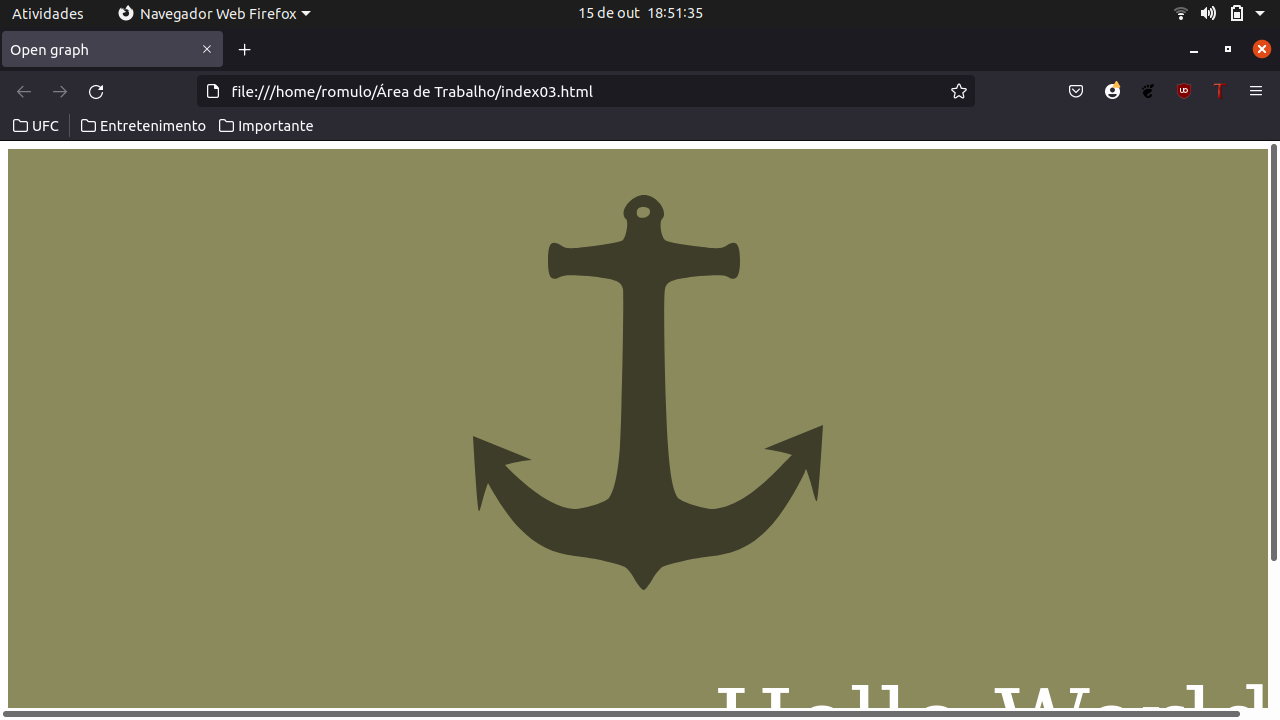 Atividades Navegador Web Firefox 15 de out 18:51:35
Open graph
file:///home/romulo/Área de Trabalho/index03.html
UFC Entretenimento Importante
Hello World